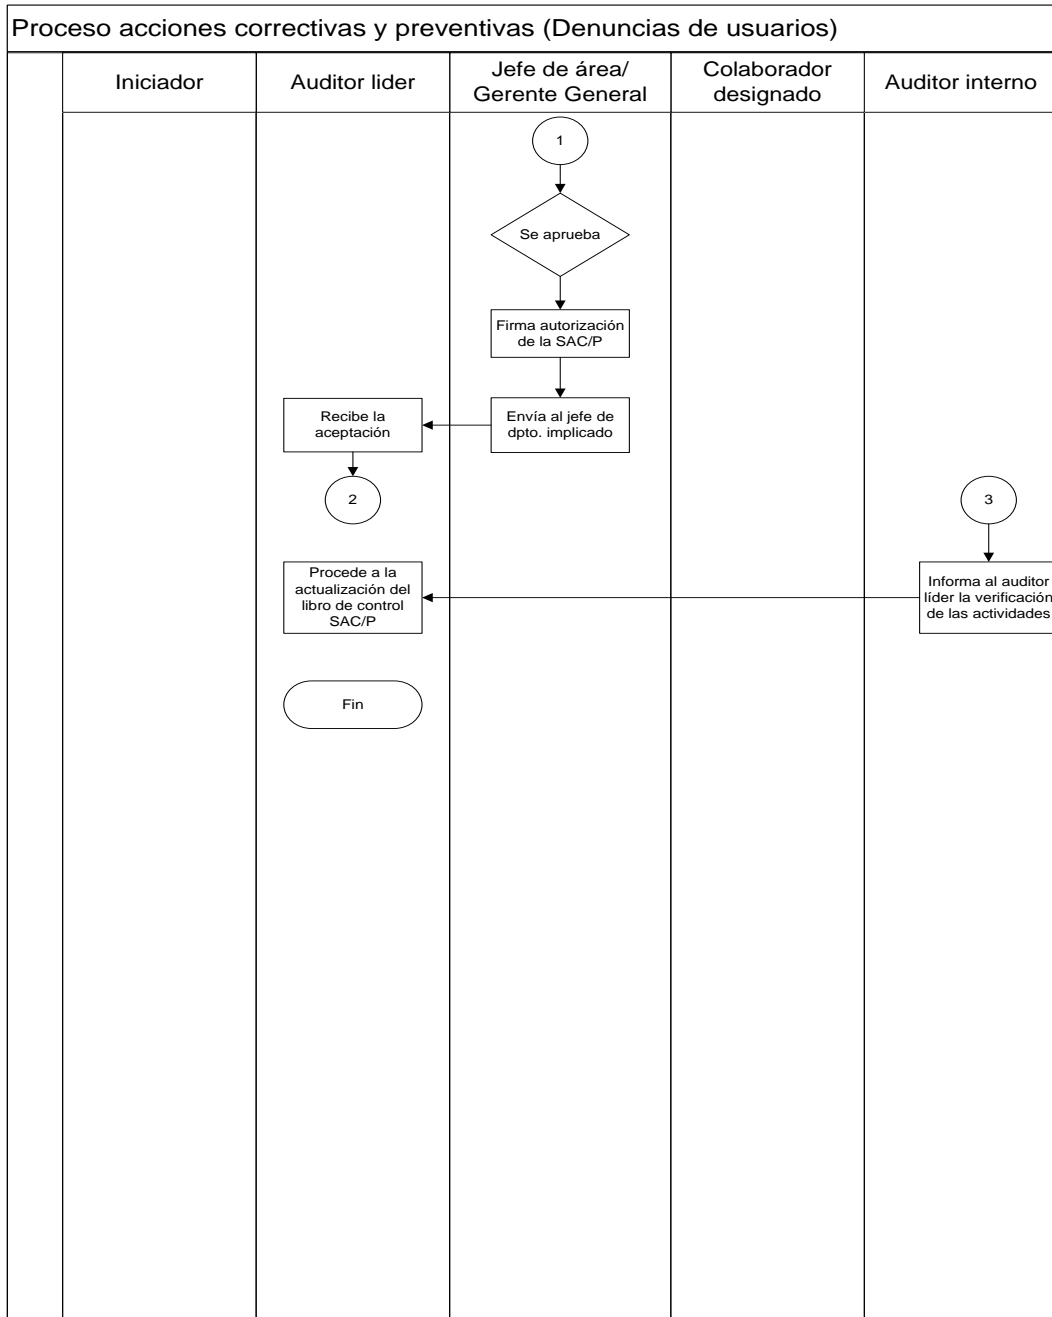 Proceso acciones correctivas y preventivas (Denuncias de usuarios)
Iniciador
Auditor lider
Jefe de área/
Gerente General
Colaborador
designado
Auditor interno
1
Se aprueba
Firma autorización
de la SAC/P
Envía al jefe de
dpto. implicado
Recibe la
aceptación
2
3
Informa al auditor
líder la verificación
de las actividades
Procede a la
actualización del
libro de control
SAC/P
Fin